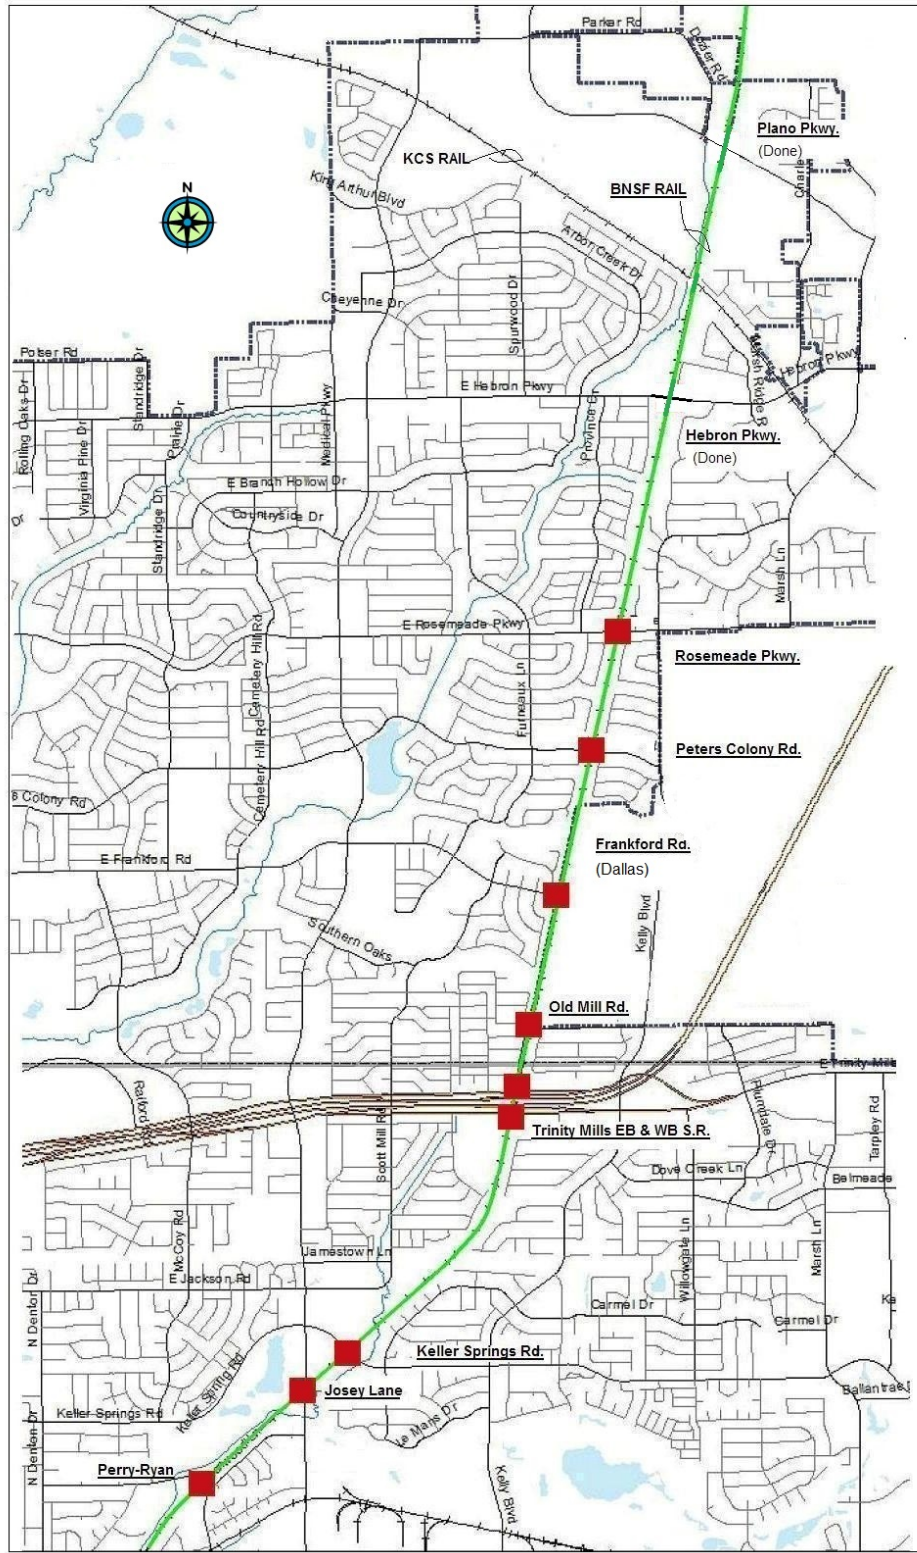 Parker Rd
Dozier Rd
Plano Pkwy.
(Done)
KCS RAIL
Charle
King Arthur Blvd
BNSF RAIL
N
Arbor Creek Dr
Cheyenne Dr
Spurwood Dr
Polser Rd
Standridge Dr
Marsh Ridge R
Hebron Pkwy
E Hebron Pkwy
Rolling Oaks Dr
Virginia Pine Dr
Prairie Dr
Medical Pkwy
Province Dr
Hebron Pkwy.
(Done)
E Branch Hollow Dr
Countryside Dr
Dr
Standridge Dr
Marsh Ln
E Rosemeade Pkwy
Cemetery Hill Rd
Rosemeade Pkwy.
Furneaux Ln
Cemetery Hill Rd
Peters Colony Rd.
s Colony Rd
Frankford Rd.
(Dallas)
E Frankford Rd
Kelly Blvd
Southern Oaks
Old Mill Rd.
E Trinity Mills
Raiford
Plumdale Dr
Tarpley Rd
Scott Mill Rd
Trinity Mills EB & WB S.R.
Dove Creek Ln
Belmeade
McCoy Rd
Willowgate Ln
Marsh Ln
Jamestown Ln
E Jackson Rd
N Denton Dr
Carmel Dr
Carmel Dr
Ke
Keller Springs Rd.
Keller Spring Rd
Josey Lane
Ballantrae
Keller Springs Rd
Le Mans Dr
N Denton Dr
Perry-Ryan
Kelly Blvd